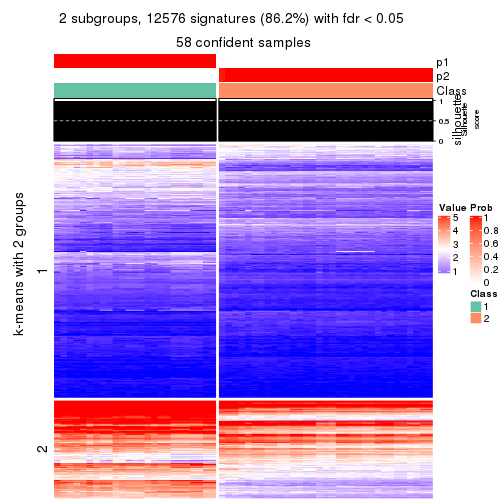 2 subgroups, 12576 signatures (86.2%) with fdr < 0.05
58 confident samples
p1
p2
Class
1
0.5
0
silhouette
Silhouette
score
k-means with 2 groups
1
2
Value
5
4
3
2
1
Prob
1
0.8
0.6
0.4
0.2
0
Class
1
2